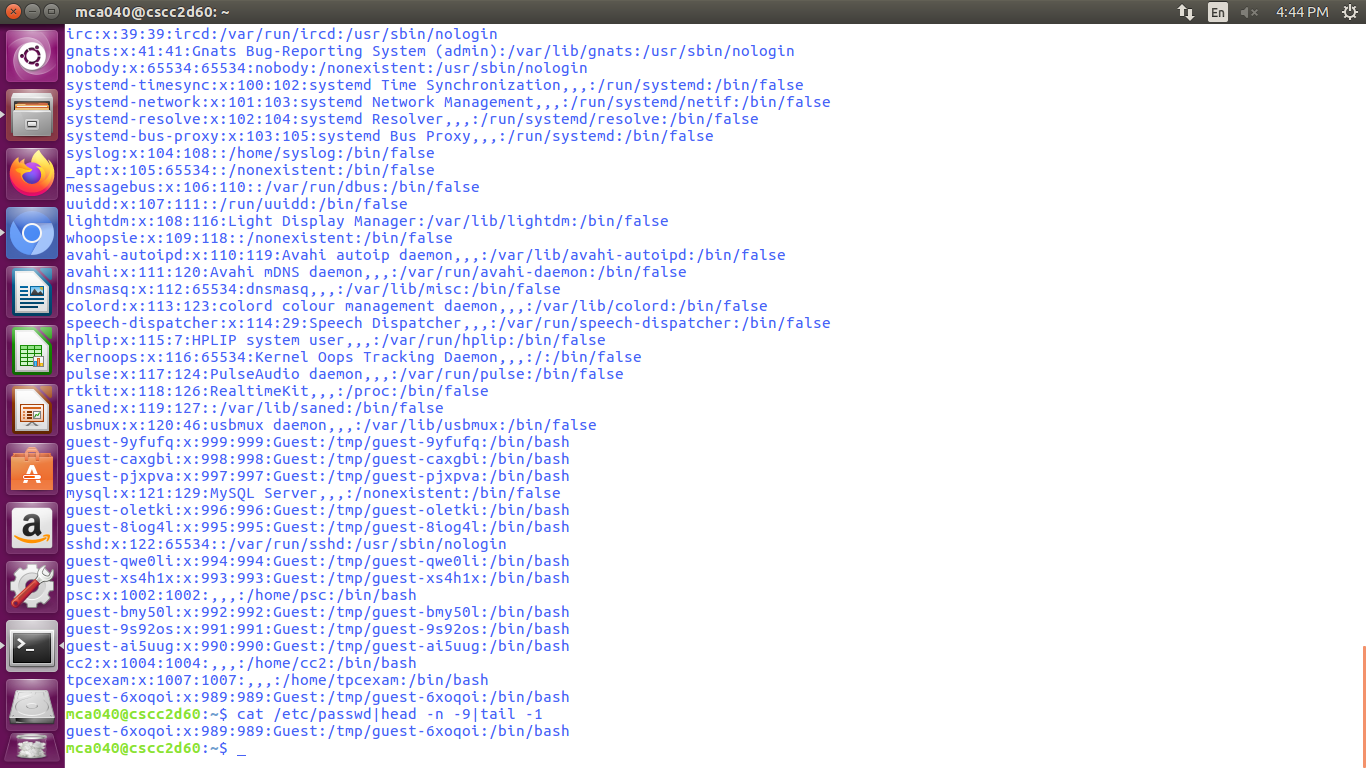 mca040@cscc2d60: ~
En
4:44 PM
irc:x:39:39:ircd:/var/run/ircd:/usr/sbin/nologin
gnats:x:41:41:Gnats Bug-Reporting System (admin):/var/lib/gnats:/usr/sbin/nologin
nobody:x:65534:65534:nobody:/nonexistent:/usr/sbin/nologin
systemd-timesync:x:100:102:systemd Time Synchronization,,,:/run/systemd:/bin/false
systemd-network:x:101:103:systemd Network Management,,,:/run/systemd/netif:/bin/false
systemd-resolve:x:102:104:systemd Resolver,,,:/run/systemd/resolve:/bin/false
systemd-bus-proxy:x:103:105:systemd Bus Proxy,,,:/run/systemd:/bin/false
syslog:x:104:108::/home/syslog:/bin/false
_apt:x:105:65534::/nonexistent:/bin/false
messagebus:x:106:110::/var/run/dbus:/bin/false
uuidd:x:107:111::/run/uuidd:/bin/false
lightdm:x:108:116:Light Display Manager:/var/lib/lightdm:/bin/false
whoopsie:x:109:118::/nonexistent:/bin/false
avahi-autoipd:x:110:119:Avahi autoip daemon,,,:/var/lib/avahi-autoipd:/bin/false
avahi:x:111:120:Avahi mDNS daemon,,,:/var/run/avahi-daemon:/bin/false
dnsmasq:x:112:65534:dnsmasq,,,:/var/lib/misc:/bin/false
colord:x:113:123:colord colour management daemon,,,:/var/lib/colord:/bin/false
speech-dispatcher:x:114:29:Speech Dispatcher,,,:/var/run/speech-dispatcher:/bin/false
hplip:x:115:7:HPLIP system user,,,:/var/run/hplip:/bin/false
kernoops:x:116:65534:Kernel Oops Tracking Daemon,,,:/:/bin/false
pulse:x:117:124:PulseAudio daemon,,,:/var/run/pulse:/bin/false
rtkit:x:118:126:RealtimeKit,,,:/proc:/bin/false
saned:x:119:127::/var/lib/saned:/bin/false
usbmux:x:120:46:usbmux daemon,,,:/var/lib/usbmux:/bin/false
guest-9yfufq:x:999:999:Guest:/tmp/guest-9yfufq:/bin/bash
guest-caxgbi:x:998:998:Guest:/tmp/guest-caxgbi:/bin/bash
guest-pjxpva:x:997:997:Guest:/tmp/guest-pjxpva:/bin/bash
mysql:x:121:129:MySQL Server,,,:/nonexistent:/bin/false
guest-oletki:x:996:996:Guest:/tmp/guest-oletki:/bin/bash
guest-8iog4l:x:995:995:Guest:/tmp/guest-8iog4l:/bin/bash
sshd:x:122:65534::/var/run/sshd:/usr/sbin/nologin
guest-qwe0li:x:994:994:Guest:/tmp/guest-qwe0li:/bin/bash
guest-xs4h1x:x:993:993:Guest:/tmp/guest-xs4h1x:/bin/bash
psc:x:1002:1002:,,,:/home/psc:/bin/bash
guest-bmy50l:x:992:992:Guest:/tmp/guest-bmy50l:/bin/bash
guest-9s92os:x:991:991:Guest:/tmp/guest-9s92os:/bin/bash
guest-ai5uug:x:990:990:Guest:/tmp/guest-ai5uug:/bin/bash
cc2:x:1004:1004:,,,:/home/cc2:/bin/bash
tpcexam:x:1007:1007:,,,:/home/tpcexam:/bin/bash
guest-6xoqoi:x:989:989:Guest:/tmp/guest-6xoqoi:/bin/bash
mca040@cscc2d60:~$ cat /etc/passwd|head -n -9|tail -1
guest-6xoqoi:x:989:989:Guest:/tmp/guest-6xoqoi:/bin/bash
mca040@cscc2d60:~$ _